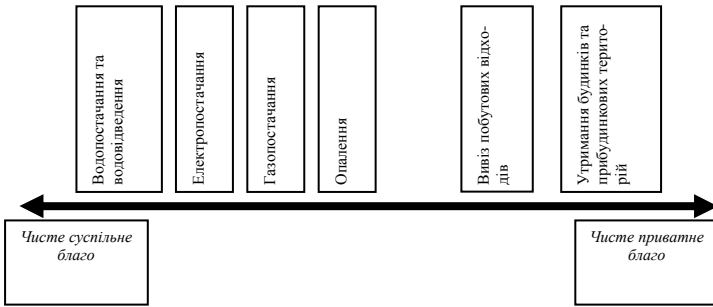 Водопостачання та
водовідведення
Електропостачання
Газопостачання
Опалення
Вивіз побутових відхо-
дів
Утримання будинків та
прибудинкових терито-
рій
Чисте суспільне
благо
Чисте приватне
благо